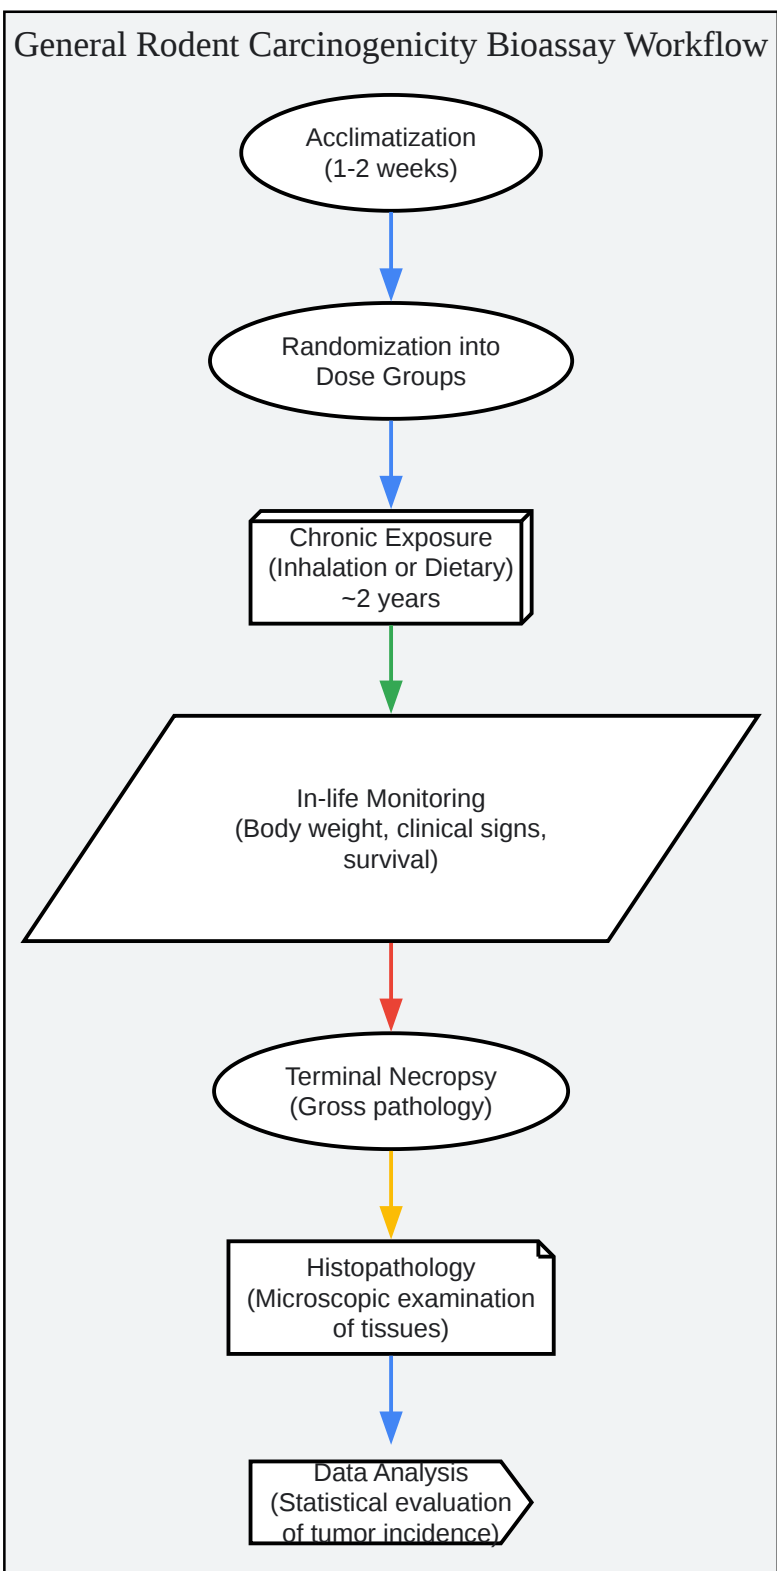 General Rodent Carcinogenicity Bioassay Workflow
Acclimatization
(1-2 weeks)
Randomization into
Dose Groups
Chronic Exposure
(Inhalation or Dietary)
~2 years
In-life Monitoring
(Body weight, clinical signs,
survival)
Terminal Necropsy
(Gross pathology)
Histopathology
(Microscopic examination
of tissues)
Data Analysis
(Statistical evaluation
of tumor incidence)